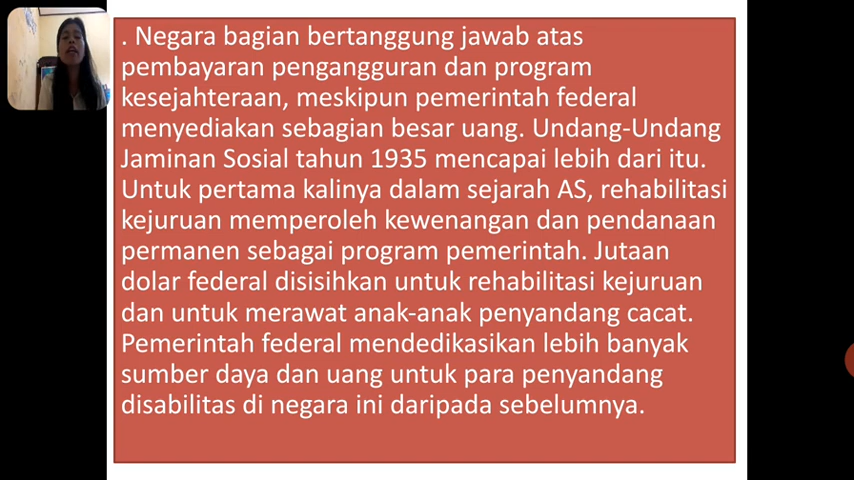 . Negara bagian bertanggung jawab atas
pembayaran pengangguran dan program
kesejahteraan, meskipun pemerintah federal
menyediakan sebagian besar uang. Undang-Undang
Jaminan Sosial tahun 1935 mencapai lebih dari itu.
Untuk pertama kalinya dalam sejarah AS, rehabilitasi
kejuruan memperoleh kewenangan dan pendanaan
permanen sebagai program pemerintah. Jutaan
dolar federal disisihkan untuk rehabilitasi kejuruan
dan untuk merawat anak-anak penyandang cacat.
Pemerintah federal mendedikasikan lebih banyak
sumber daya dan uang untuk para penyandang
disabilitas di negara ini daripada sebelumnya.